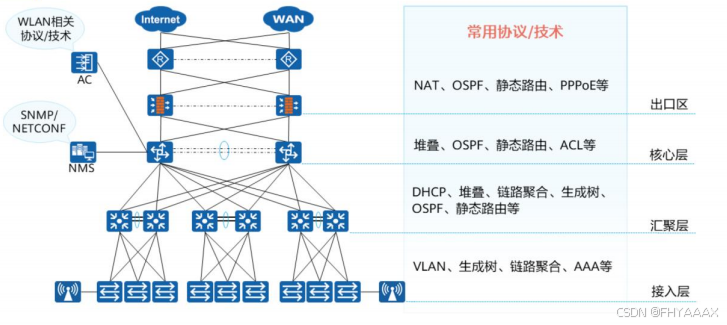 Internet
WAN
WLAN相关
协议/技术
AC
SNMP/
NETCONF
NMS
R
R
常用协议/技术
NAT、OSPF、静态路由、PPPoE等
出口区
堆叠、OSPF、静态路由、ACL等
核心层
DHCP、堆叠、链路聚合、生成树、
OSPF、静态路由等
汇聚层
VLAN、生成树、链路聚合、AAA等
接入层
CSDN @FHYAAAX